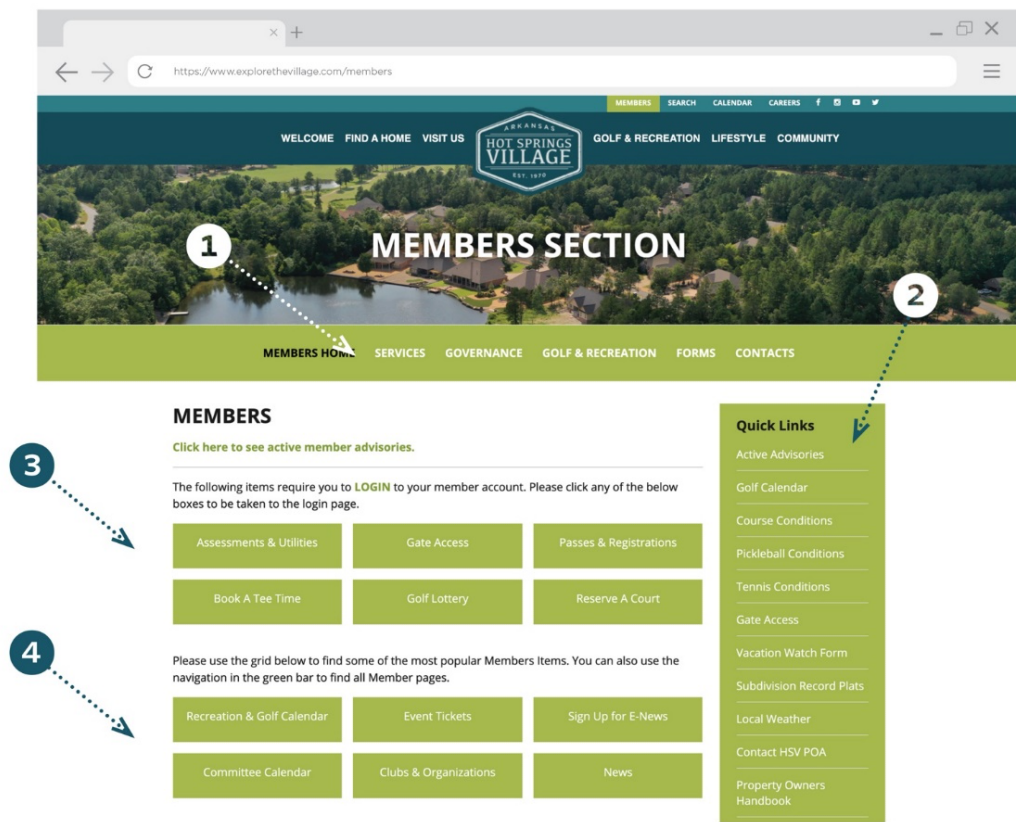 https://www.explorethevillage.com/members
MEMBERS SEARCH CALENDAR CAREERS
WELCOME FIND A HOME VISIT US
ARKANSAS
HOT SPRINGS
VILLAGE
EST. 1970
GOLF & RECREATION LIFESTYLE COMMUNITY
MEMBERS SECTION
1
2
MEMBERS HOME SERVICES GOVERNANCE GOLF & RECREATION FORMS CONTACTS
MEMBERS
Click here to see active member advisories.
3
The following items require you to LOGIN to your member account. Please click any of the below
boxes to be taken to the login page.
Assessments & Utilities Gate Access Passes & Registrations
Book A Tee Time Golf Lottery Reserve A Court
4
Please use the grid below to find some of the most popular Members Items. You can also use the
navigation in the green bar to find all Member pages.
Recreation & Golf Calendar Event Tickets Sign Up for E-News
Committee Calendar Clubs & Organizations News
Quick Links
Active Advisories
Golf Calendar
Course Conditions
Pickleball Conditions
Tennis Conditions
Gate Access
Vacation Watch Form
Subdivision Record Plats
Local Weather
Contact HSV POA
Property Owners
Handbook